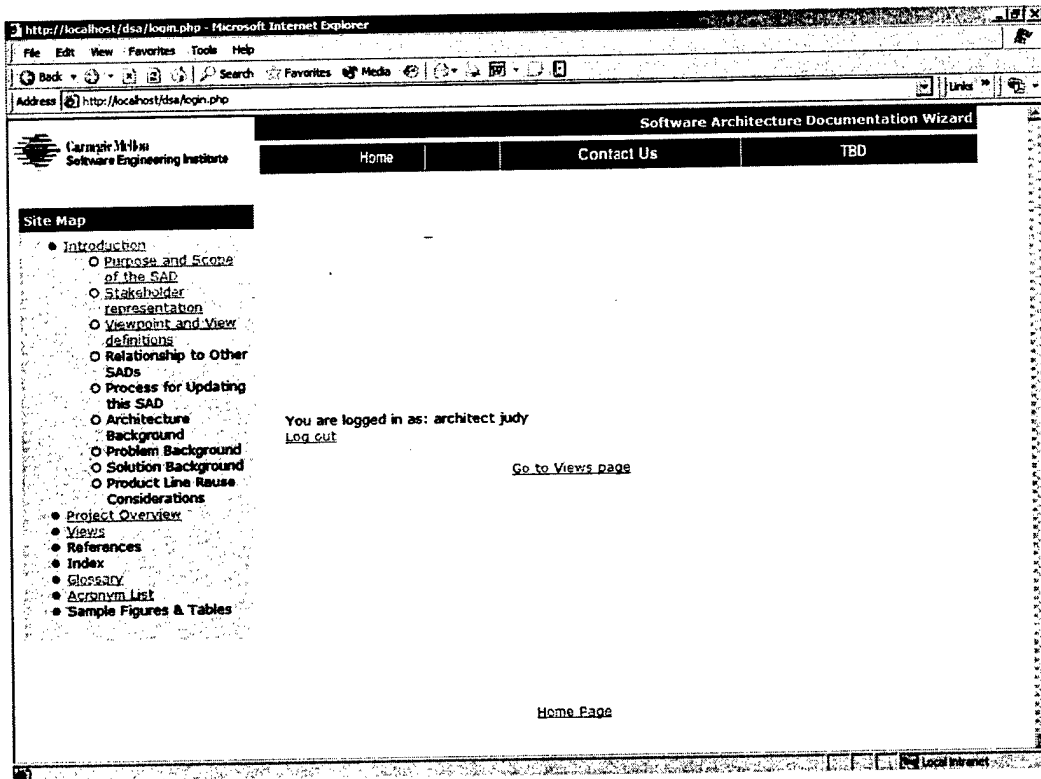 http://localhost/dsa/login.php - Microsoft Internet Explorer
File Edit View Favorites Tools Help
Back Search Favorites Media
Address http://localhost/dsa/login.php Links »
Software Architecture Documentation Wizard
Carnegie Mellon
Software Engineering Institute
Home Contact Us TBD
Site Map
Introduction
Purpose and Scope
of the SAD
Stakeholder
representation
Viewpoint and View
definitions
Relationship to Other
SADs
Process for Updating
this SAD
Architecture
Background
Problem Background
Solution Background
Product Line Reuse
Considerations
Project Overview
Views
References
Index
Glossary
Acronym List
Sample Figures & Tables
You are logged in as: architect judy
Log out
Go to Views page
Home Page
Local intranet